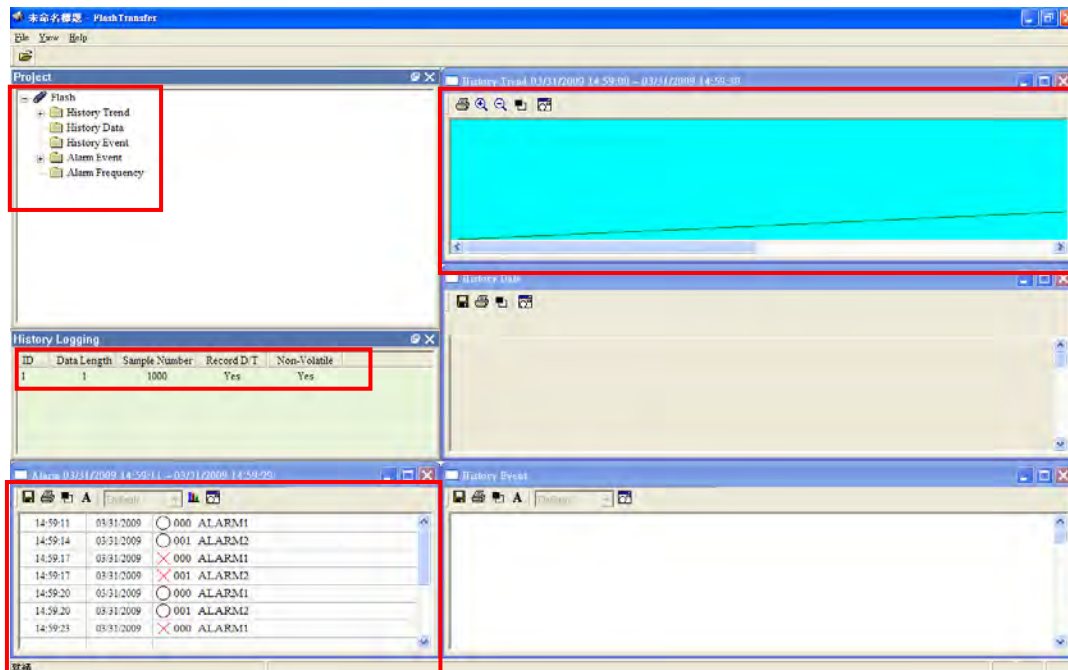 未命名標題 - FlashTransfer
File View Help
Project
Flash
History Trend
History Data
History Event
Alarm Event
Alarm Frequency
History Trend 03/31/2009 14:59:00 -- 03/31/2009 14:59:30
History Data
History Logging
ID Data Length Sample Number Record D/T Non-Volatile
1 1 1000 Yes Yes
Alarm 03/31/2009 14:59:11 -- 03/31/2009 14:59:29
A
14:59:11 03/31/2009 000 ALARM1
14:59:14 03/31/2009 001 ALARM2
14:59:17 03/31/2009 000 ALARM1
14:59:17 03/31/2009 001 ALARM2
14:59:20 03/31/2009 000 ALARM1
14:59:20 03/31/2009 001 ALARM2
14:59:23 03/31/2009 000 ALARM1
History Event
A
就緒